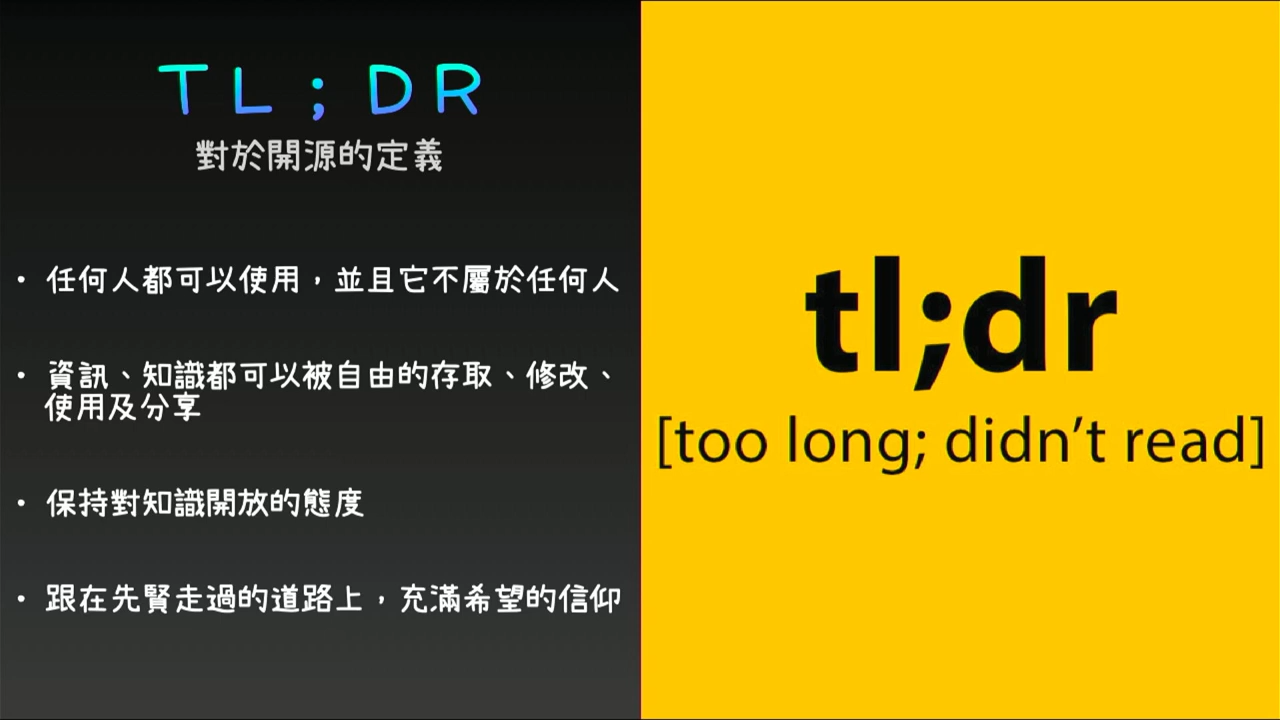 TL;DR
對於開源的定義
• 任何人都可以使用，並且它不屬於任何人
• 資訊、知識都可以被自由的存取、修改、
使用及分享
• 保持對知識開放的態度
• 跟在先賢走過的道路上，充滿希望的信仰
tl;dr
[too long; didn’t read]